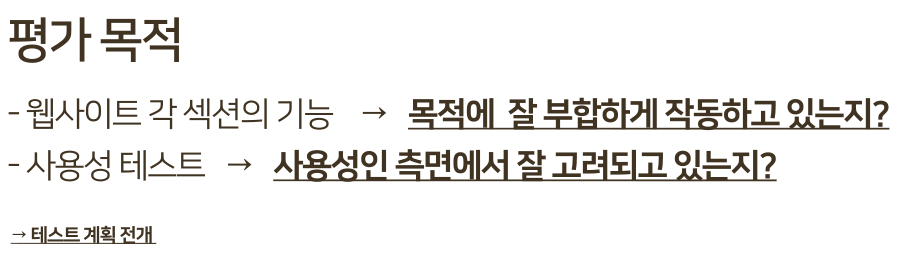 평가 목적
- 웹사이트 각 섹션의 기능 → 목적에 잘 부합하게 작동하고 있는지?
- 사용성 테스트 → 사용성인 측면에서 잘 고려되고 있는지?
→ 테스트 계획 전개